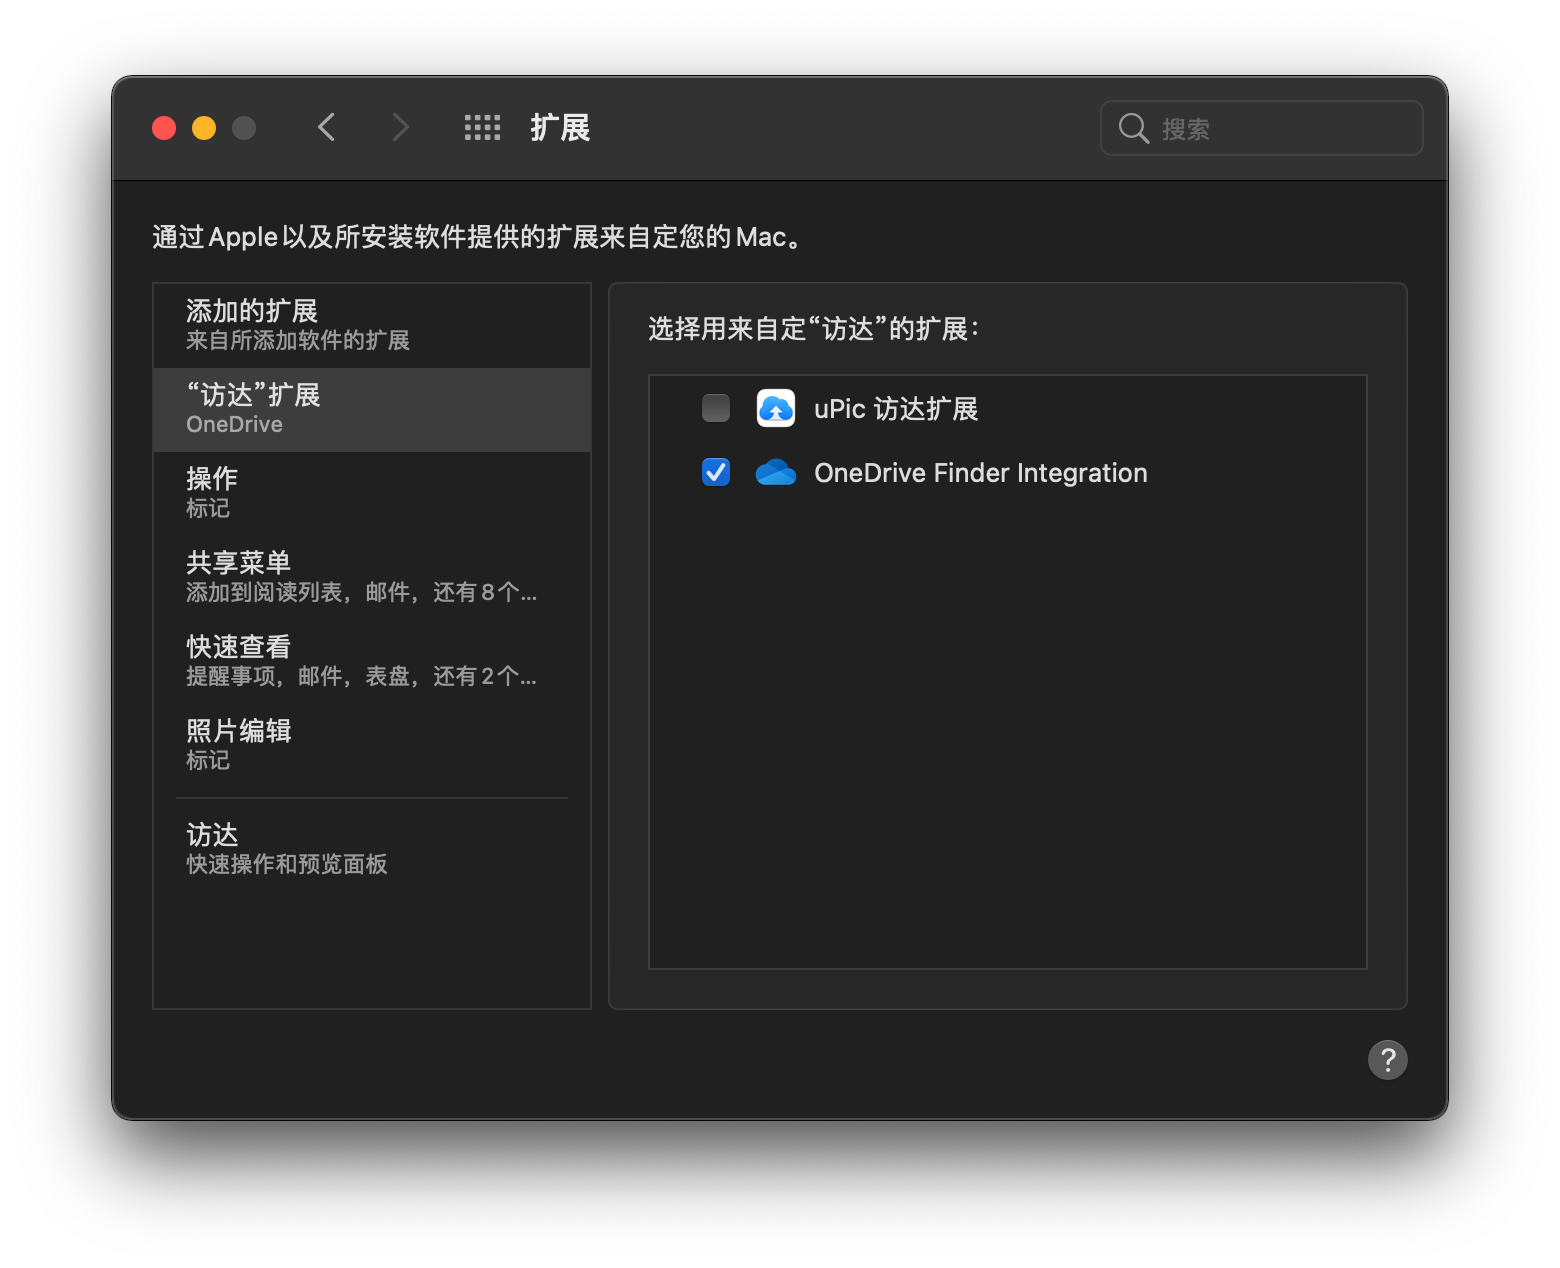 扩展
搜索
通过Apple以及所安装软件提供的扩展来自定您的Mac。
添加的扩展
来自所添加软件的扩展
“访达”扩展
OneDrive
操作
标记
共享菜单
添加到阅读列表，邮件，还有8个...
快速查看
提醒事项，邮件，表盘，还有2个...
照片编辑
标记
访达
快速操作和预览面板
选择用来自定“访达”的扩展：
uPic 访达扩展
OneDrive Finder Integration
?